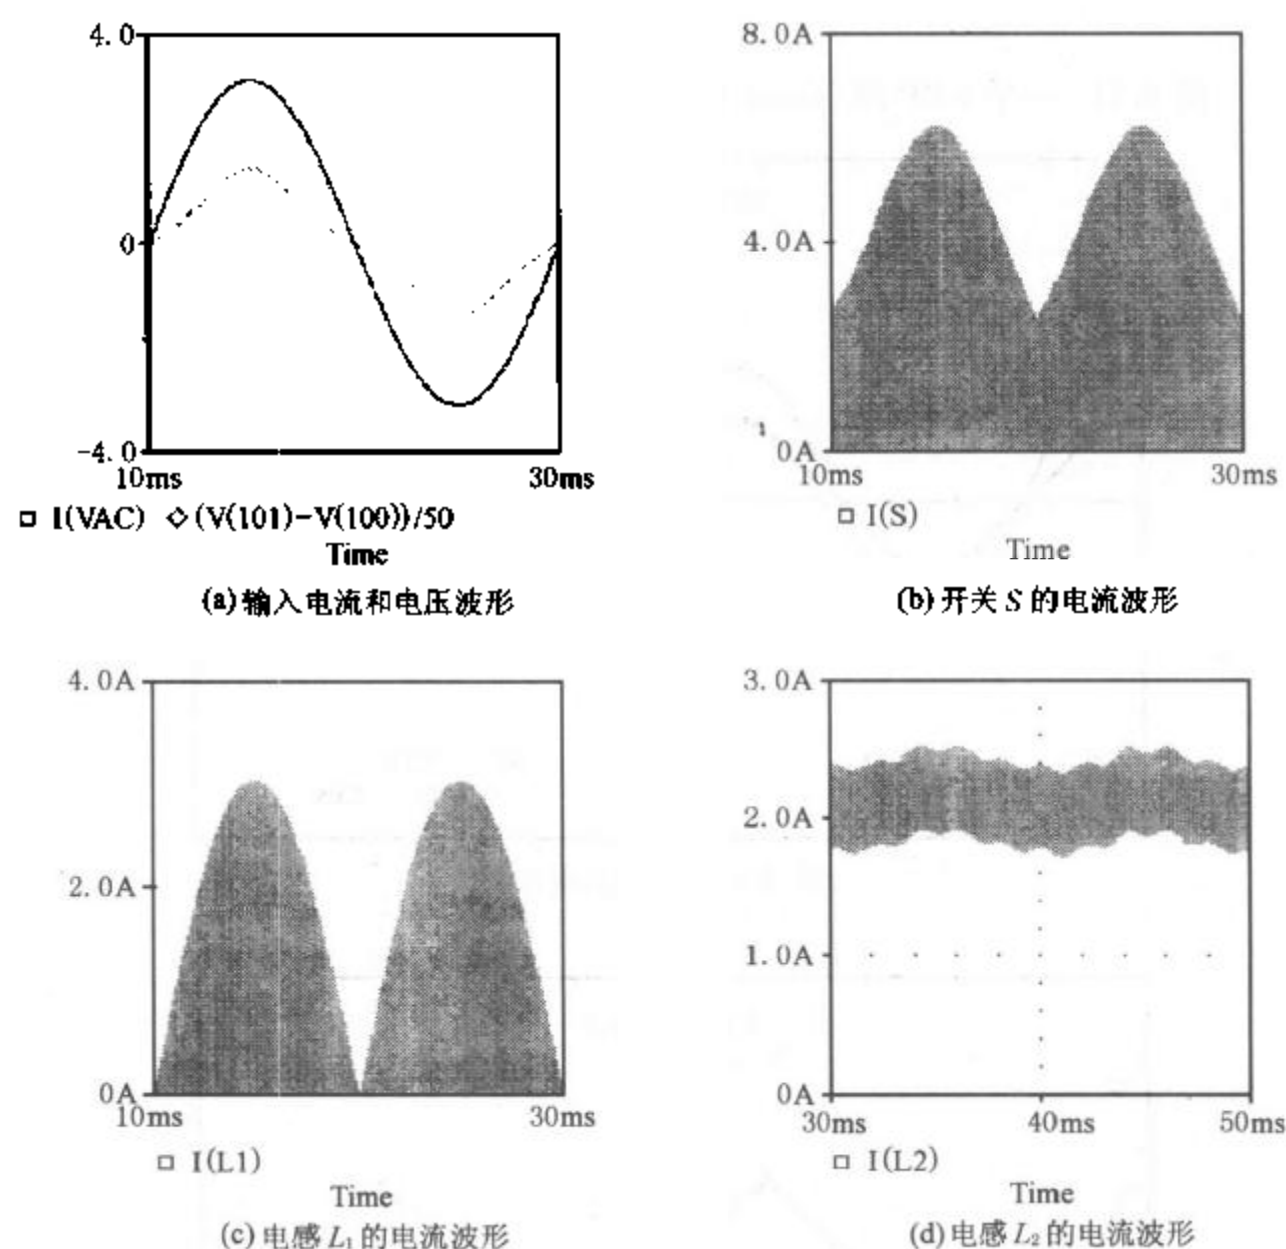 4.0
0
-4.0
10ms 30ms
□ I(VAC) ◇ (V(101)-V(100))/50
Time
(a)输入电流和电压波形
8.0A
4.0A
0A
10ms 30ms
□ I(S)
Time
(b)开关 S 的电流波形
4.0A
2.0A
0A
10ms 30ms
□ I(L1)
Time
(c)电感 L₁ 的电流波形
3.0A
2.0A
1.0A
0A
30ms 40ms 50ms
□ I(L2)
Time
(d)电感 L₂ 的电流波形